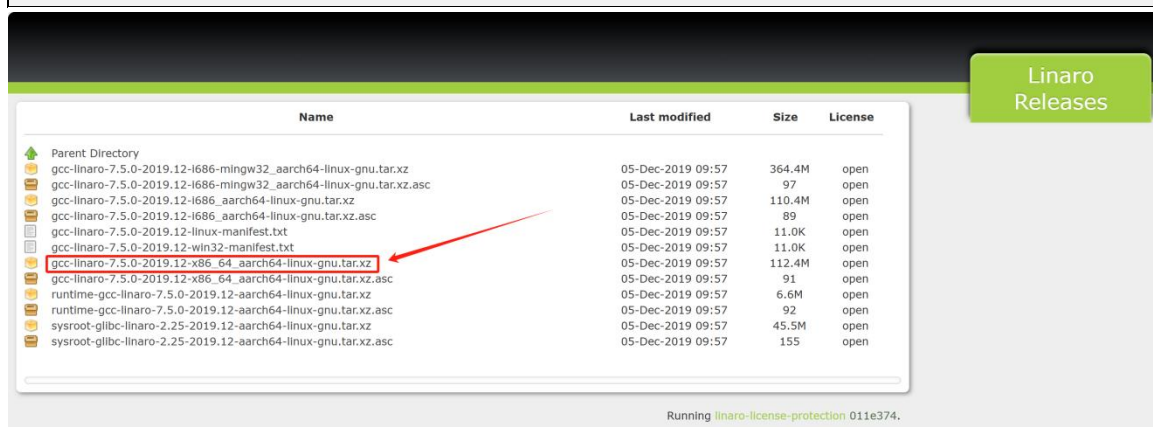 Linaro
Releases
Name Last modified Size License
Parent Directory
gcc-linaro-7.5.0-2019.12-i686-mingw32_aarch64-linux-gnu.tar.xz 05-Dec-2019 09:57 364.4M open
gcc-linaro-7.5.0-2019.12-i686-mingw32_aarch64-linux-gnu.tar.xz.asc 05-Dec-2019 09:57 97 open
gcc-linaro-7.5.0-2019.12-i686_aarch64-linux-gnu.tar.xz 05-Dec-2019 09:57 110.4M open
gcc-linaro-7.5.0-2019.12-i686_aarch64-linux-gnu.tar.xz.asc 05-Dec-2019 09:57 89 open
gcc-linaro-7.5.0-2019.12-linux-manifest.txt 05-Dec-2019 09:57 11.0K open
gcc-linaro-7.5.0-2019.12-win32-manifest.txt 05-Dec-2019 09:57 11.0K open
gcc-linaro-7.5.0-2019.12-x86_64_aarch64-linux-gnu.tar.xz 05-Dec-2019 09:57 112.4M open
gcc-linaro-7.5.0-2019.12-x86_64_aarch64-linux-gnu.tar.xz.asc 05-Dec-2019 09:57 91 open
runtime-gcc-linaro-7.5.0-2019.12-aarch64-linux-gnu.tar.xz 05-Dec-2019 09:57 6.6M open
runtime-gcc-linaro-7.5.0-2019.12-aarch64-linux-gnu.tar.xz.asc 05-Dec-2019 09:57 92 open
sysroot-glibc-linaro-2.25-2019.12-aarch64-linux-gnu.tar.xz 05-Dec-2019 09:57 45.5M open
sysroot-glibc-linaro-2.25-2019.12-aarch64-linux-gnu.tar.xz.asc 05-Dec-2019 09:57 155 open
Running linaro-license-protection 011e374.